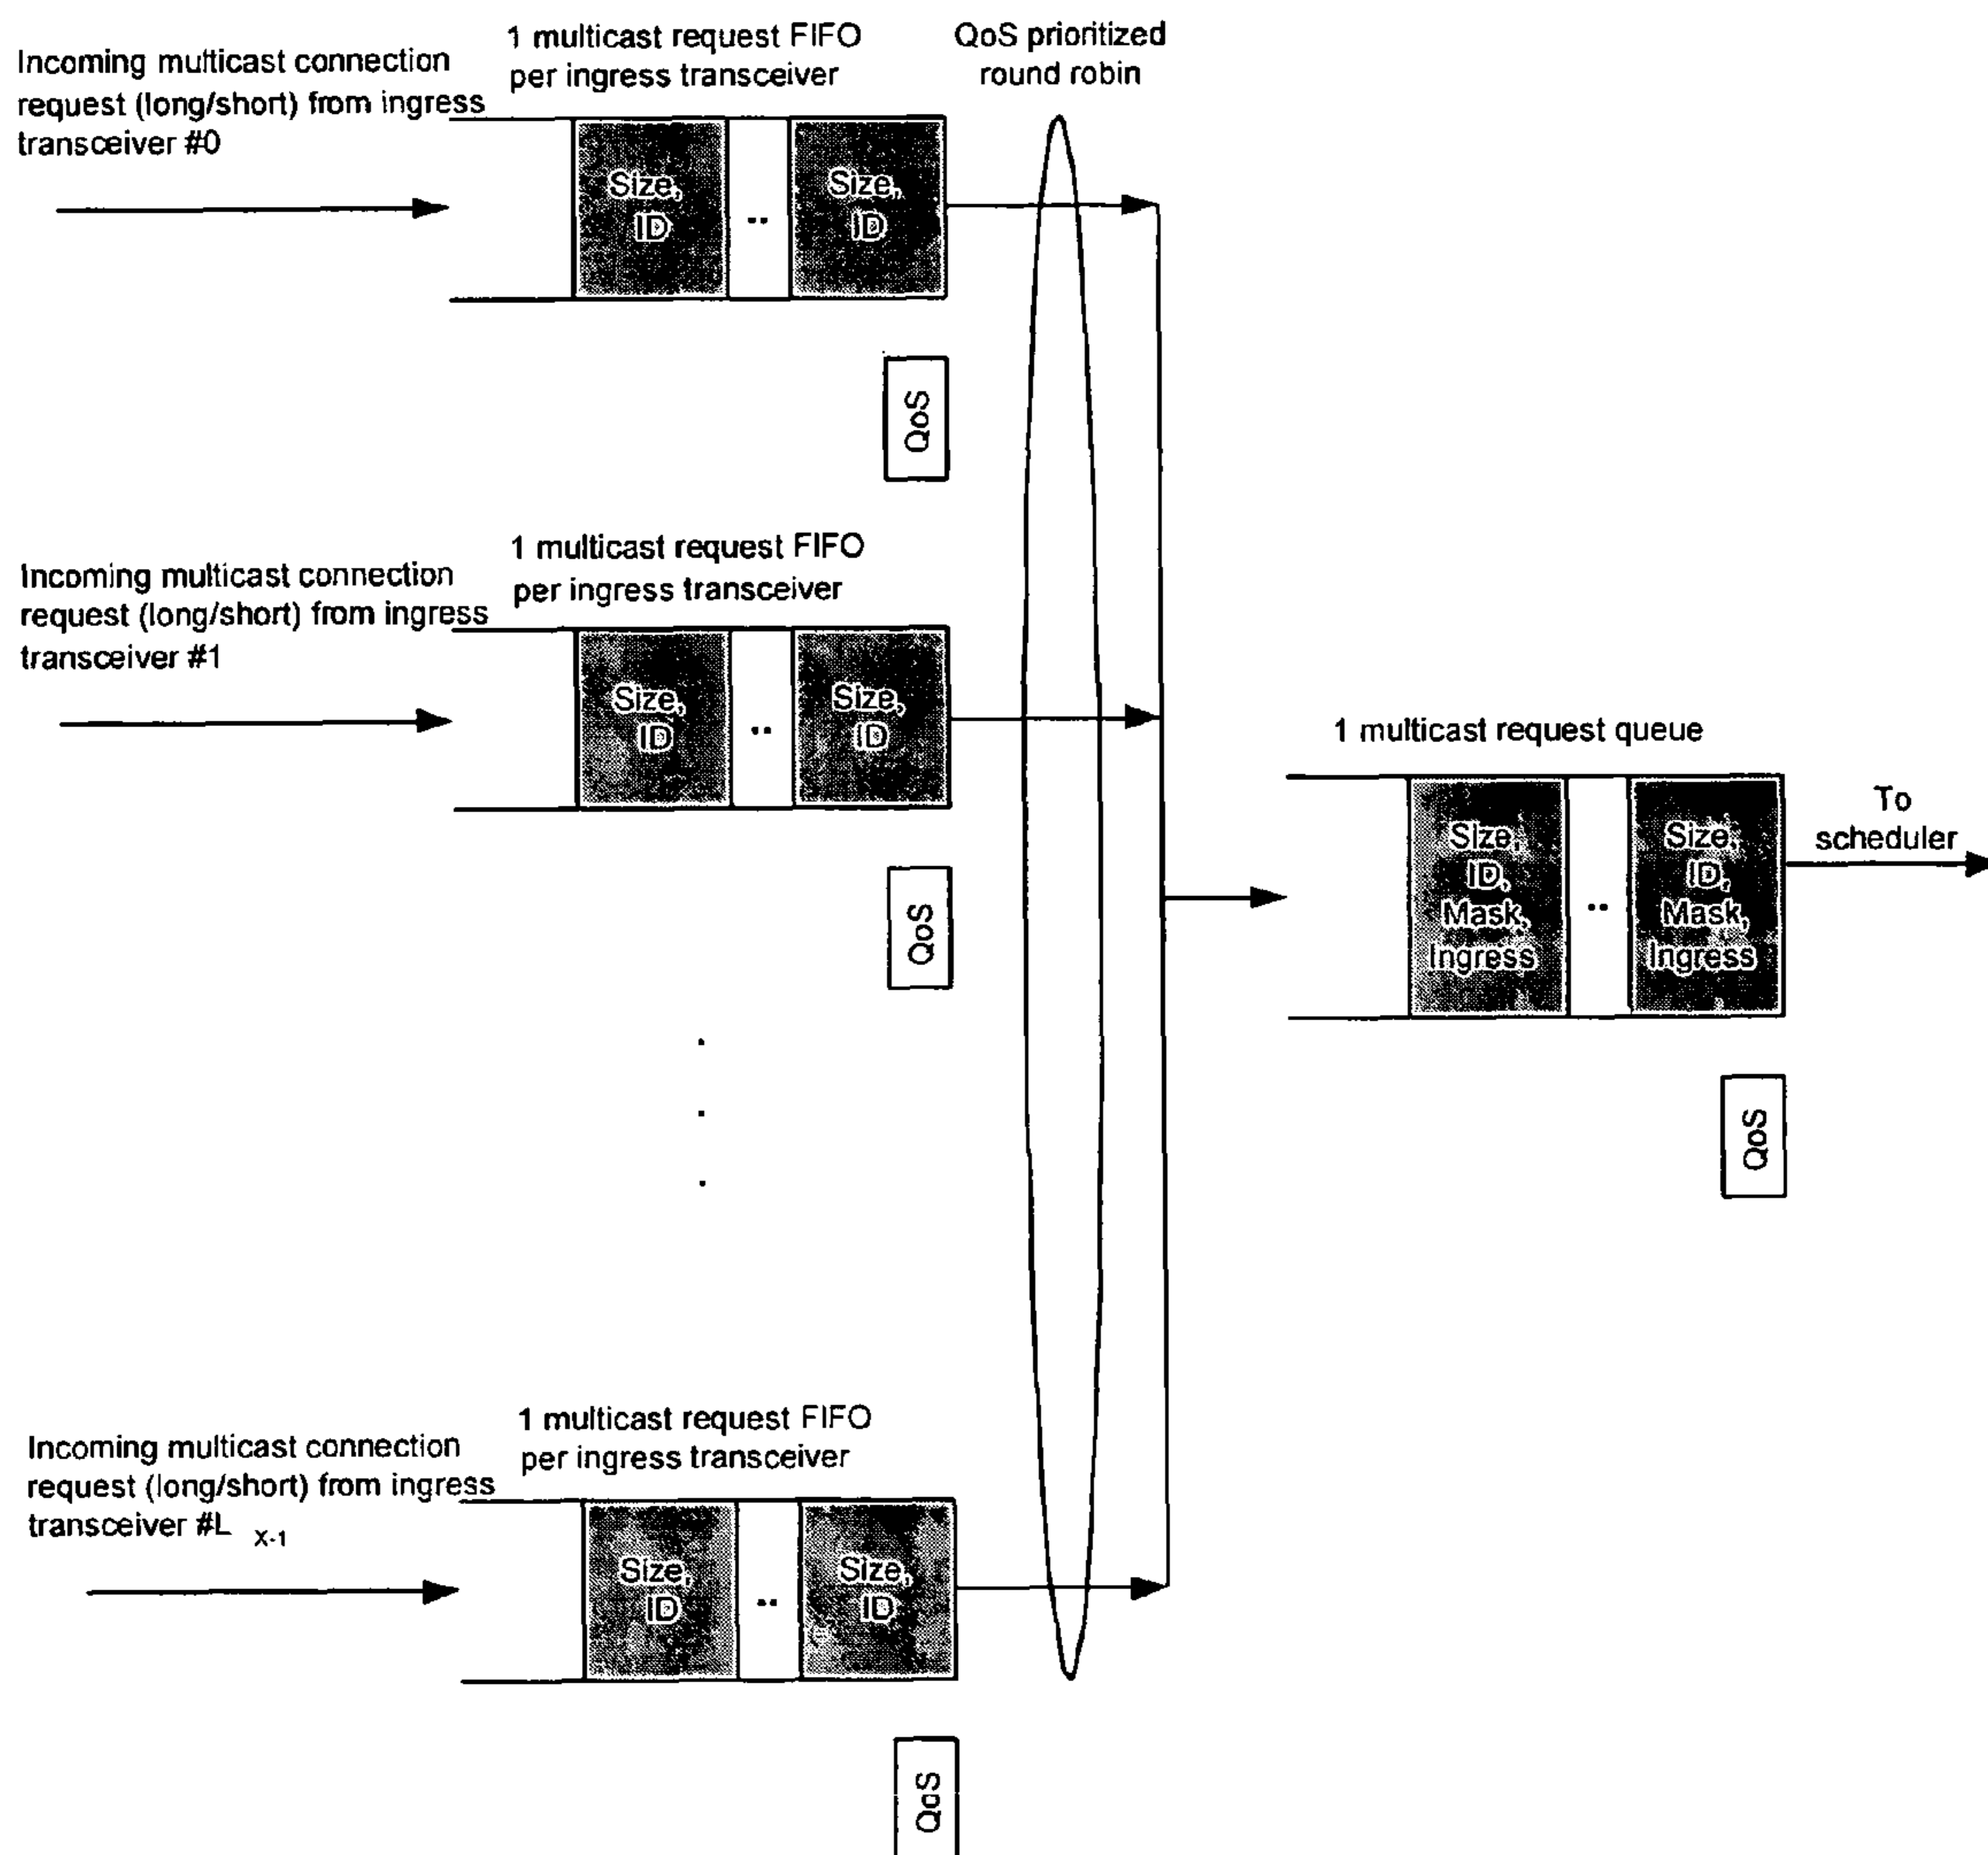 Incoming multicast connection
request (long/short) from ingress
transceiver #0
1 multicast request FIFO
per ingress transceiver
QoS prioritized
round robin
Size,
ID
..
Size,
ID
QoS
Incoming multicast connection
request (long/short) from ingress
transceiver #1
1 multicast request FIFO
per ingress transceiver
Size,
ID
..
Size,
ID
QoS
1 multicast request queue
Size,
ID,
Mask,
Ingress
..
Size,
ID,
Mask,
Ingress
To
scheduler
QoS
.
.
.
Incoming multicast connection
request (long/short) from ingress
transceiver #L X-1
1 multicast request FIFO
per ingress transceiver
Size,
ID
..
Size,
ID
QoS